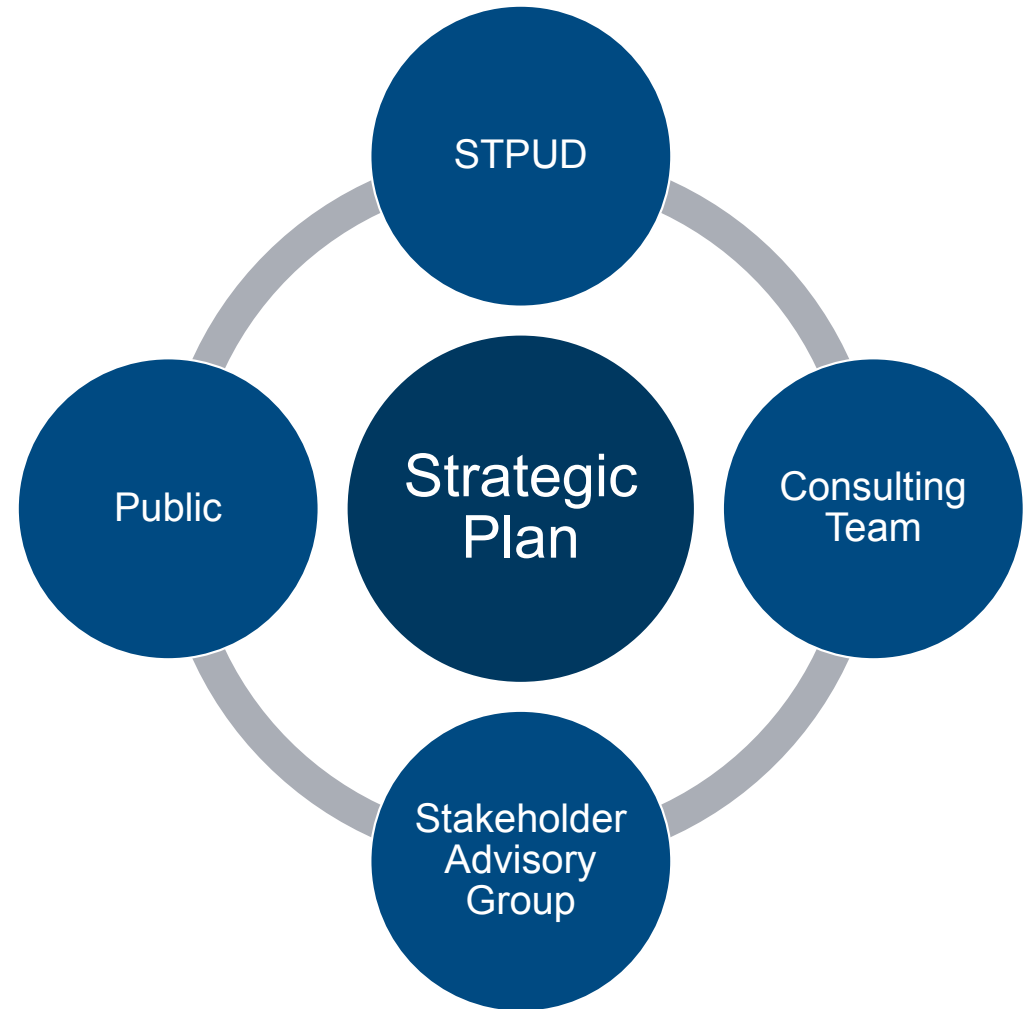 STPUD
Public
Strategic
Plan
Consulting
Team
Stakeholder
Advisory
Group